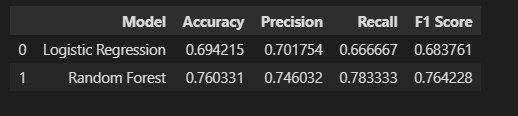 Model Accuracy Precision Recall F1 Score
0 Logistic Regression 0.694215 0.701754 0.666667 0.683761
1 Random Forest 0.760331 0.746032 0.783333 0.764228